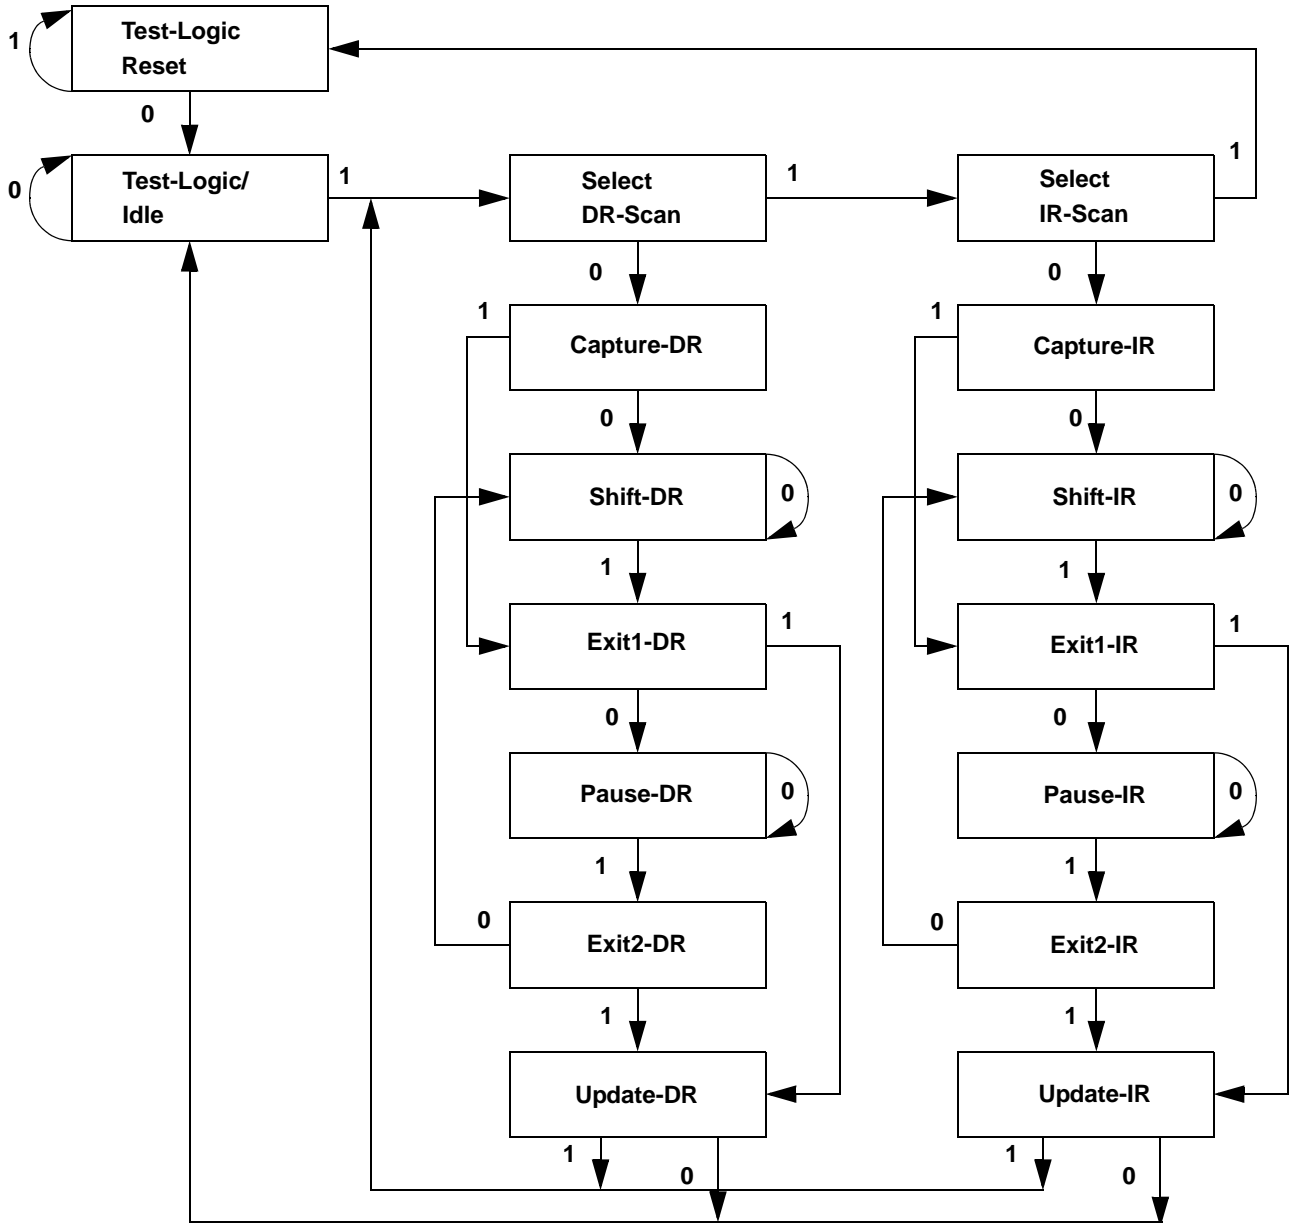 1
Test-Logic
Reset
0
0
Test-Logic/
Idle
1
Select
DR-Scan
1
Select
IR-Scan
1
0
0
1
Capture-DR
1
Capture-IR
0
0
Shift-DR
0
Shift-IR
0
1
1
Exit1-DR
1
Exit1-IR
1
0
0
Pause-DR
0
Pause-IR
0
1
1
0
Exit2-DR
0
Exit2-IR
1
1
Update-DR
Update-IR
1
0
1
0